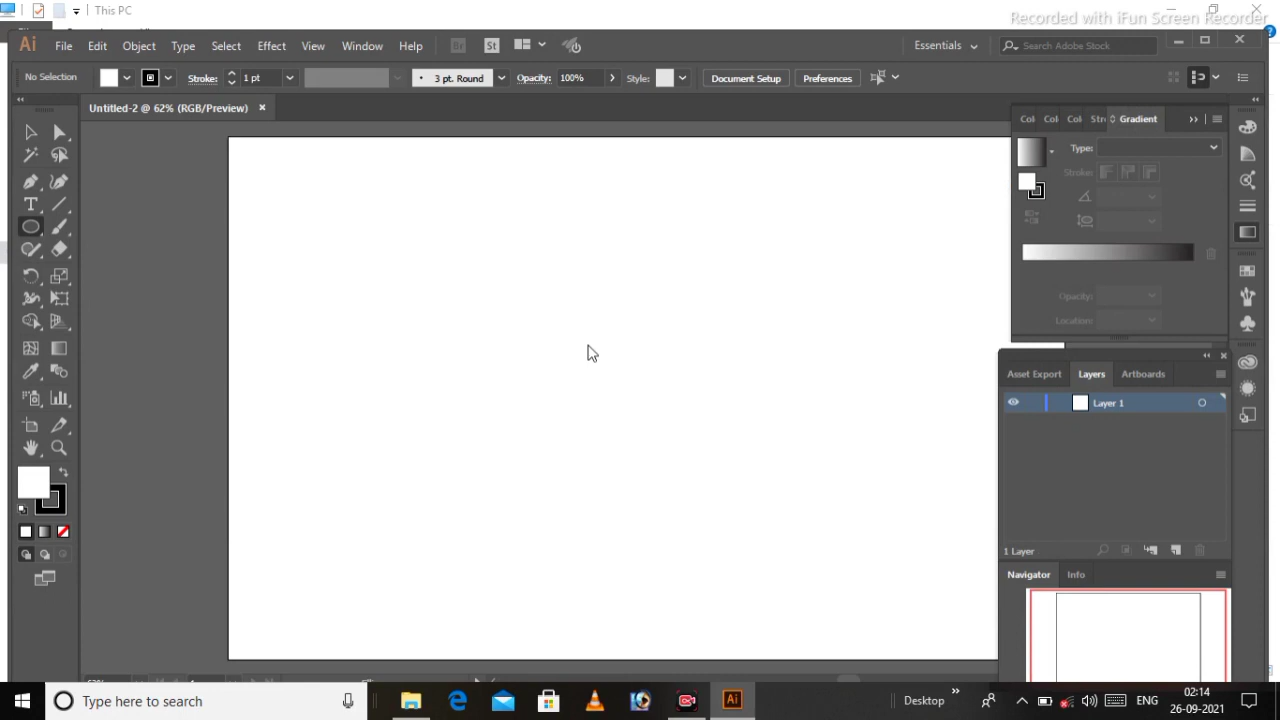 This PC
Recorded with iFun Screen Recorder
Ai File Edit Object Type Select Effect View Window Help Br St Essentials Search Adobe Stock
No Selection Stroke: 1 pt 3 pt. Round Opacity: 100% Style: Document Setup Preferences
Untitled-2 @ 62% (RGB/Preview)
Col Col Col Stro Gradient
Type:
Stroke:
Opacity:
Location:
Asset Export Layers Artboards
Layer 1
1 Layer
Navigator Info
Type here to search
Ai
Desktop
ENG
02:14
26-09-2021